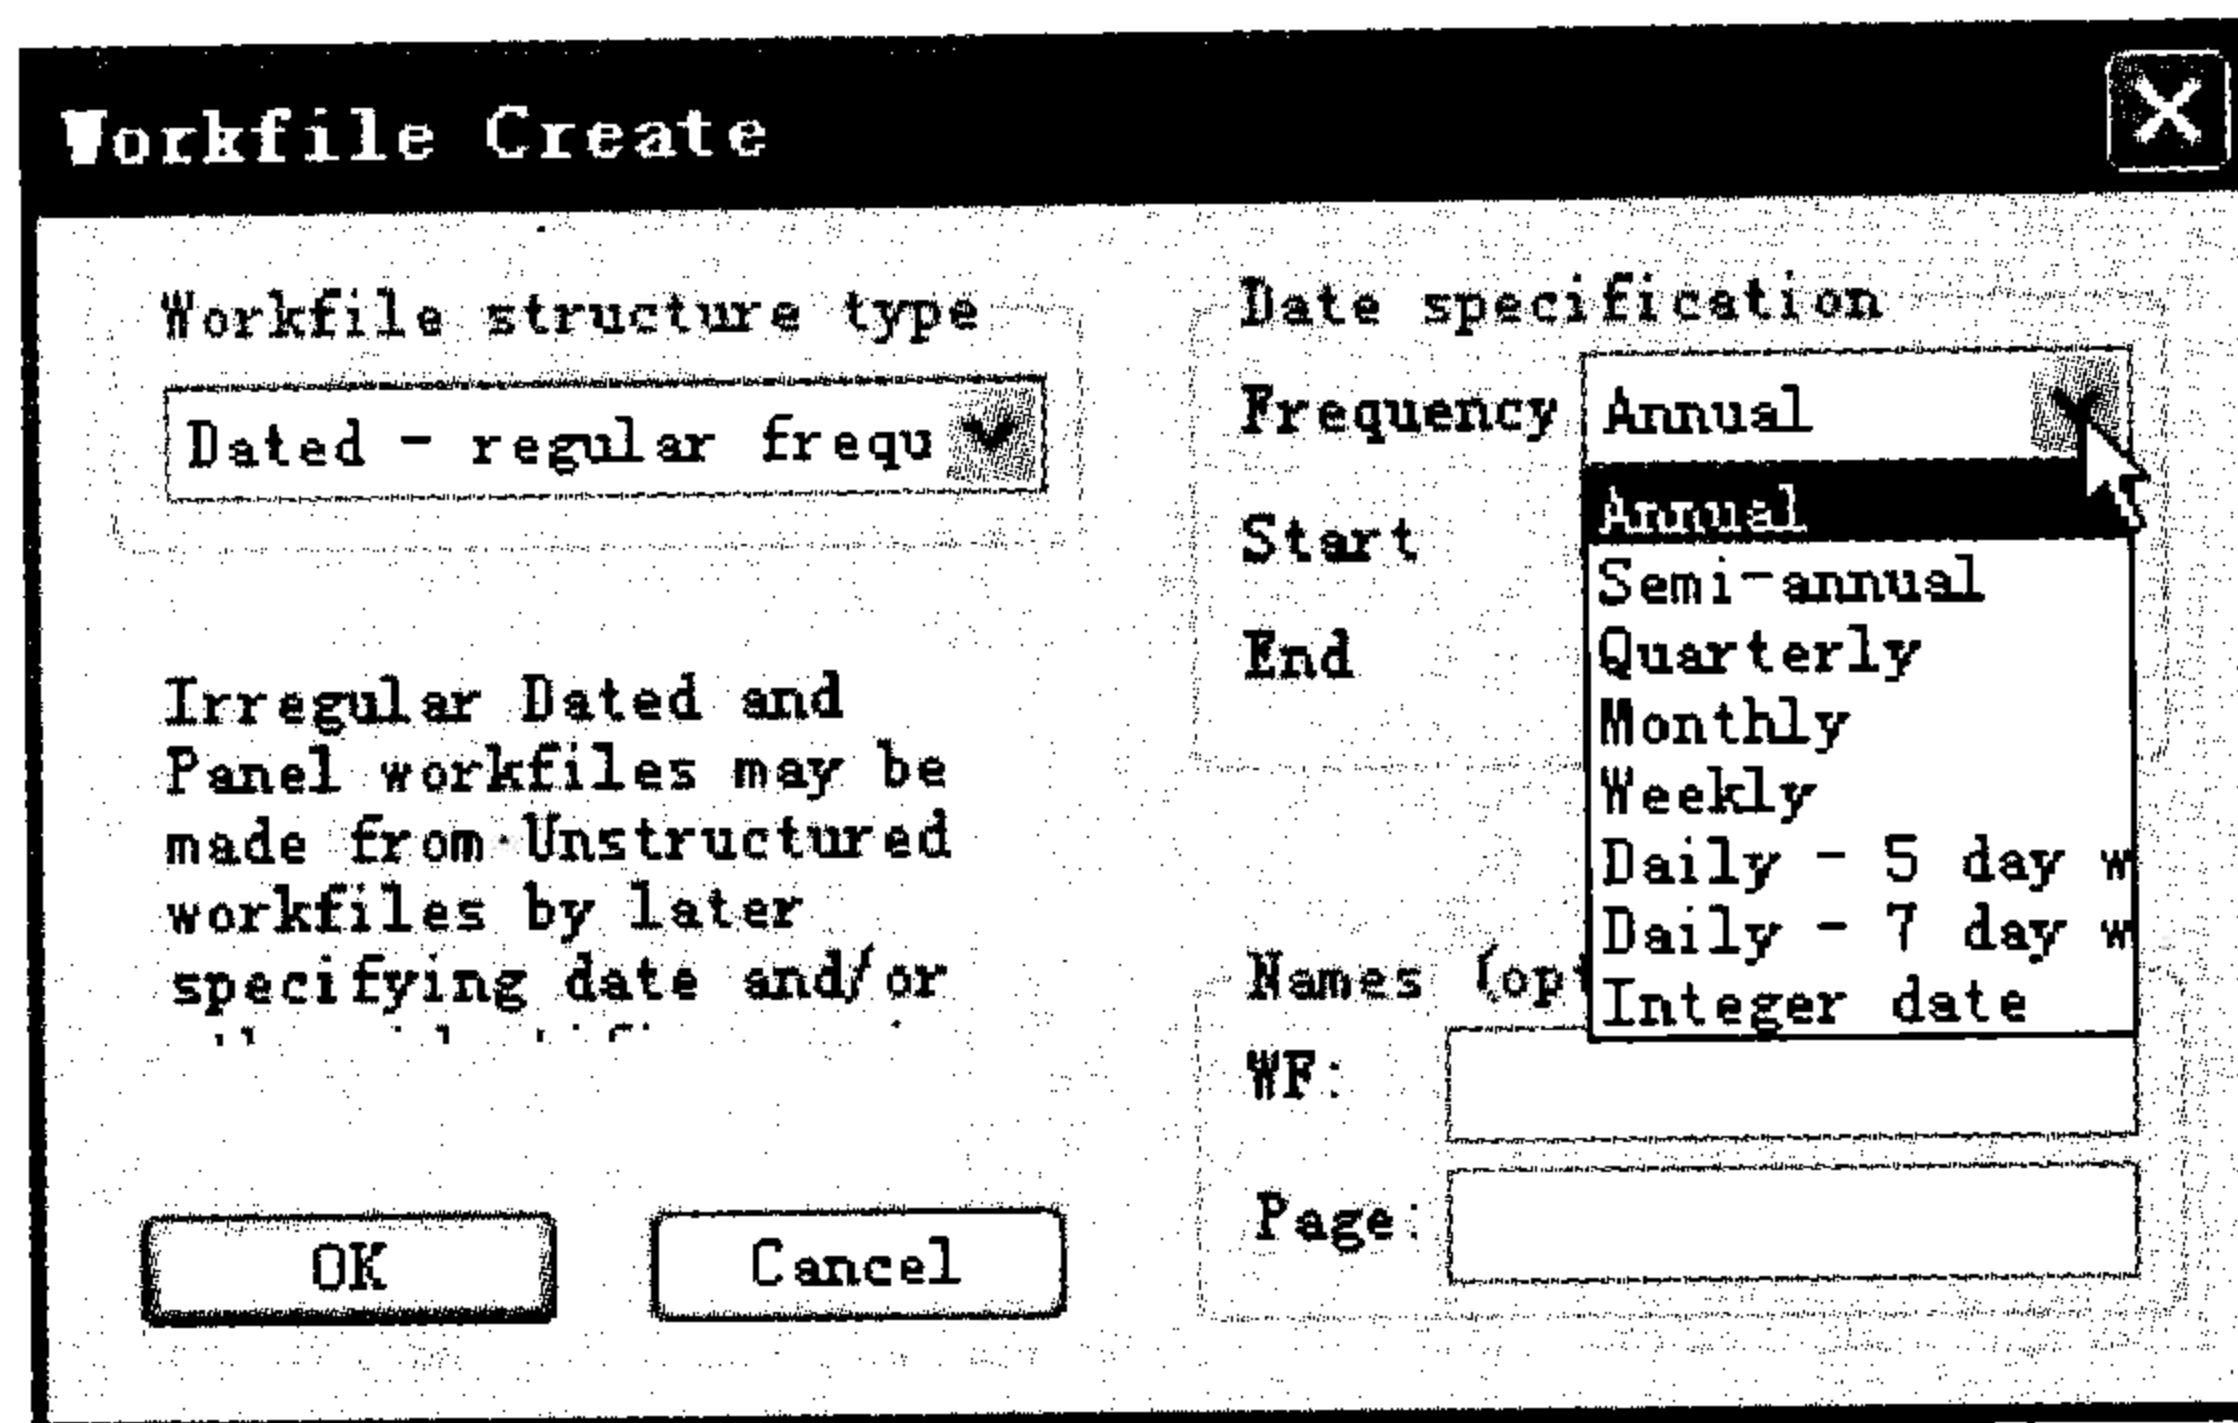 Workfile Create
Workfile structure type
Dated - regular frequ
Irregular Dated and
Panel workfiles may be
made from Unstructured
workfiles by later
specifying date and/or
OK
Cancel
Date specification
Frequency
Annual
Annual
Semi-annual
Quarterly
Monthly
Weekly
Daily - 5 day w
Daily - 7 day w
Integer date
Start
End
Names (opt
WF:
Page: